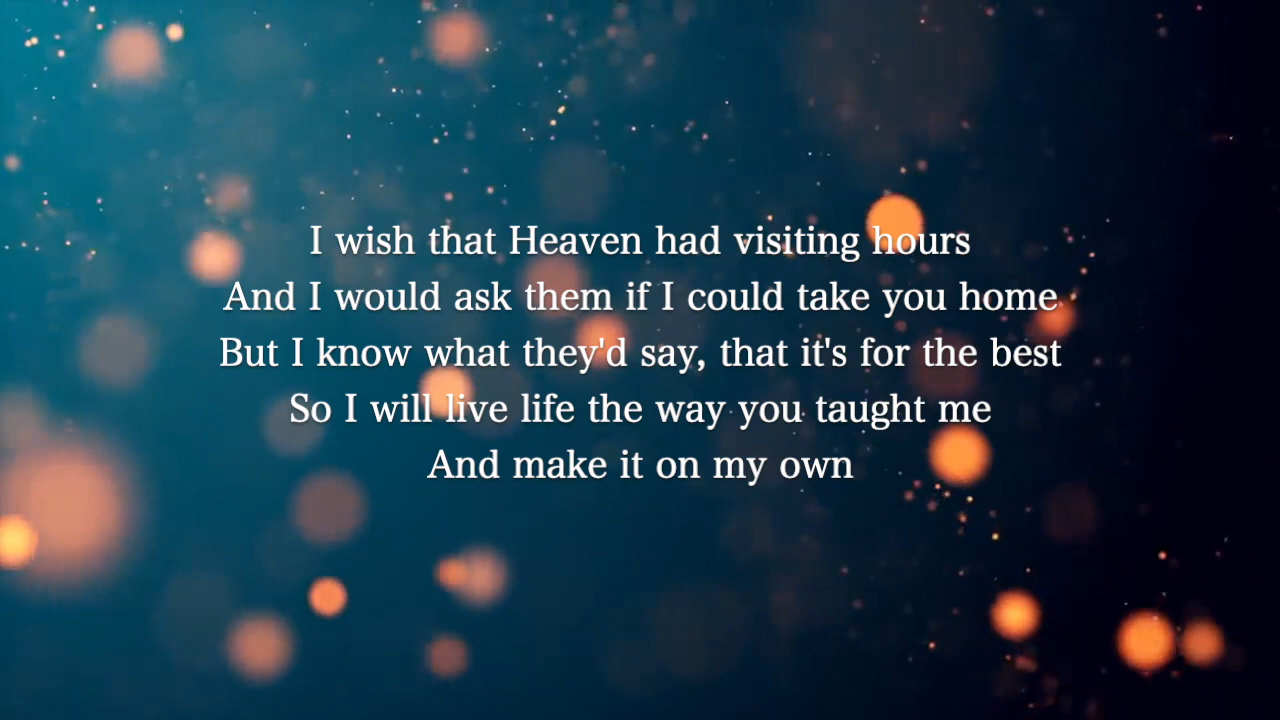 I wish that Heaven had visiting hours
And I would ask them if I could take you home
But I know what they'd say, that it's for the best
So I will live life the way you taught me
And make it on my own